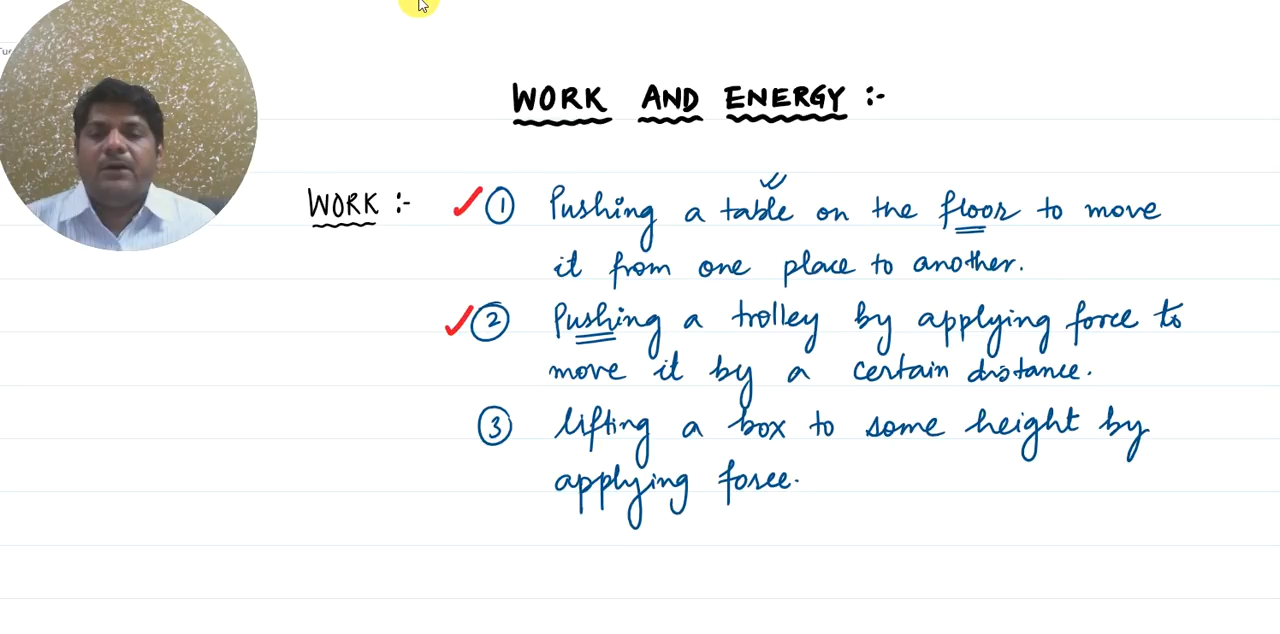 Tue
WORK AND ENERGY :-
WORK :- ① Pushing a table on the floor to move
it from one place to another.
② Pushing a trolley by applying force to
move it by a certain distance.
③ lifting a box to some height by
applying force.